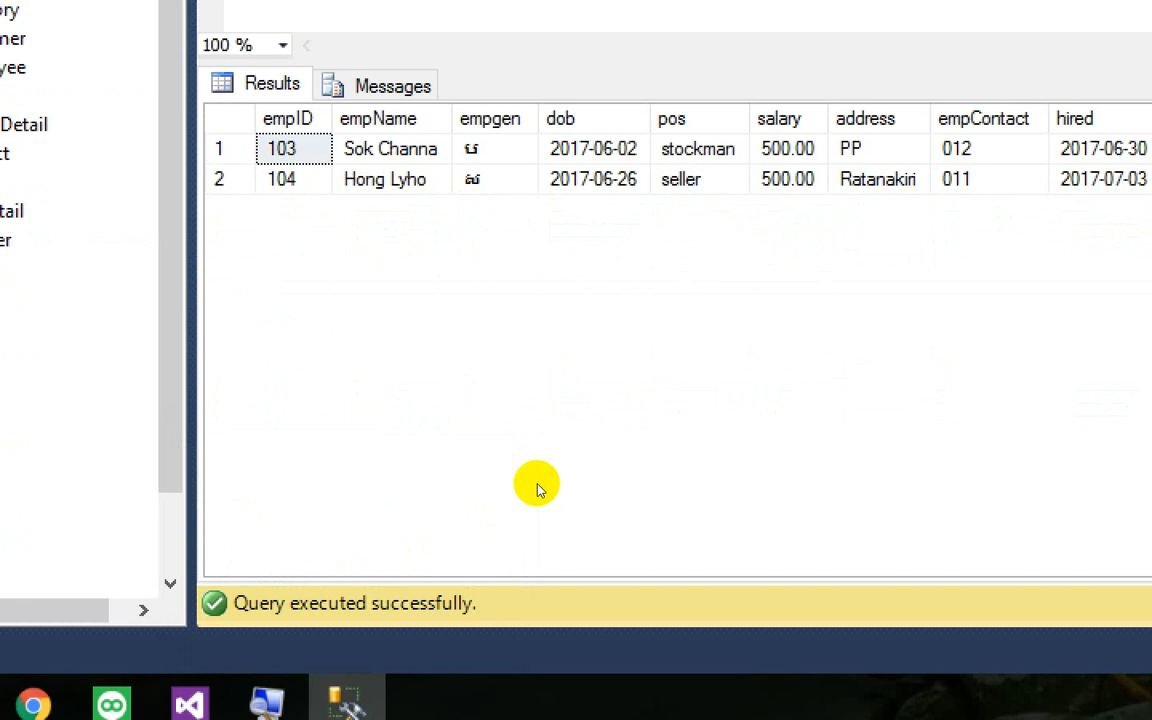 ory
mer
yee
Detail
ct
tail
er
100 %
Results Messages
empID empName empgen dob pos salary address empContact hired
1 103 Sok Channa ប 2017-06-02 stockman 500.00 PP 012 2017-06-30
2 104 Hong Lyho ស 2017-06-26 seller 500.00 Ratanakiri 011 2017-07-03
Query executed successfully.